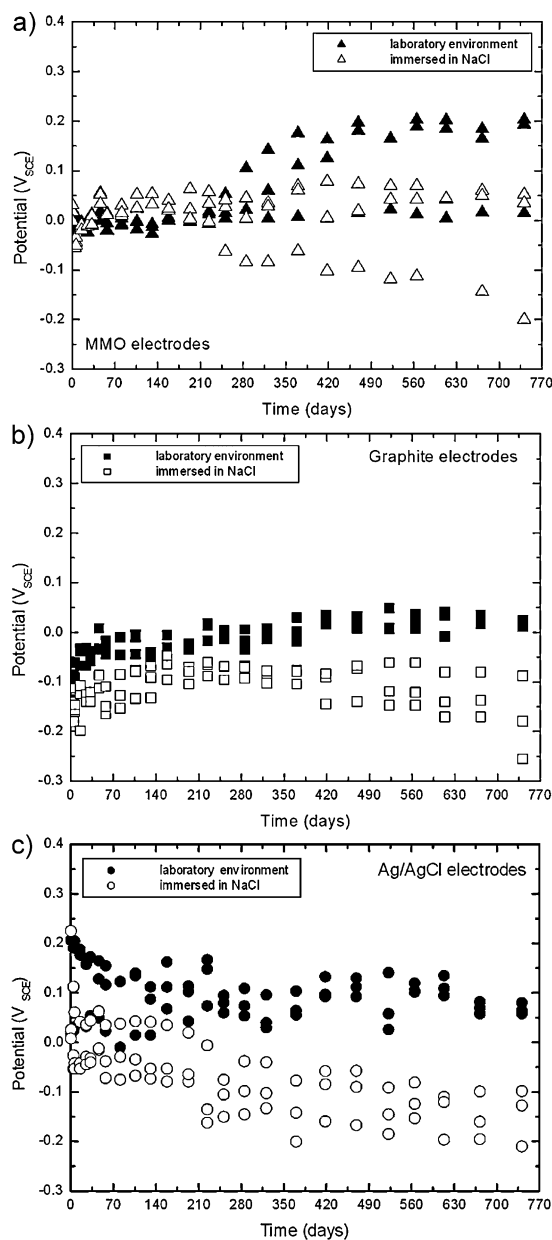 a)
0.4
laboratory environment
immersed in NaCl
0.3
0.2
0.1
0.0
-0.1
-0.2
-0.3
Potential (VSCE)
MMO electrodes
0 70 140 210 280 350 420 490 560 630 700 770
Time (days)
b)
0.4
laboratory environment
immersed in NaCl
Graphite electrodes
0.3
0.2
0.1
0.0
-0.1
-0.2
-0.3
Potential (VSCE)
0 70 140 210 280 350 420 490 560 630 700 770
Time (days)
c)
0.4
laboratory environment
immersed in NaCl
Ag/AgCl electrodes
0.3
0.2
0.1
0.0
-0.1
-0.2
-0.3
Potential (VSCE)
0 70 140 210 280 350 420 490 560 630 700 770
Time (days)